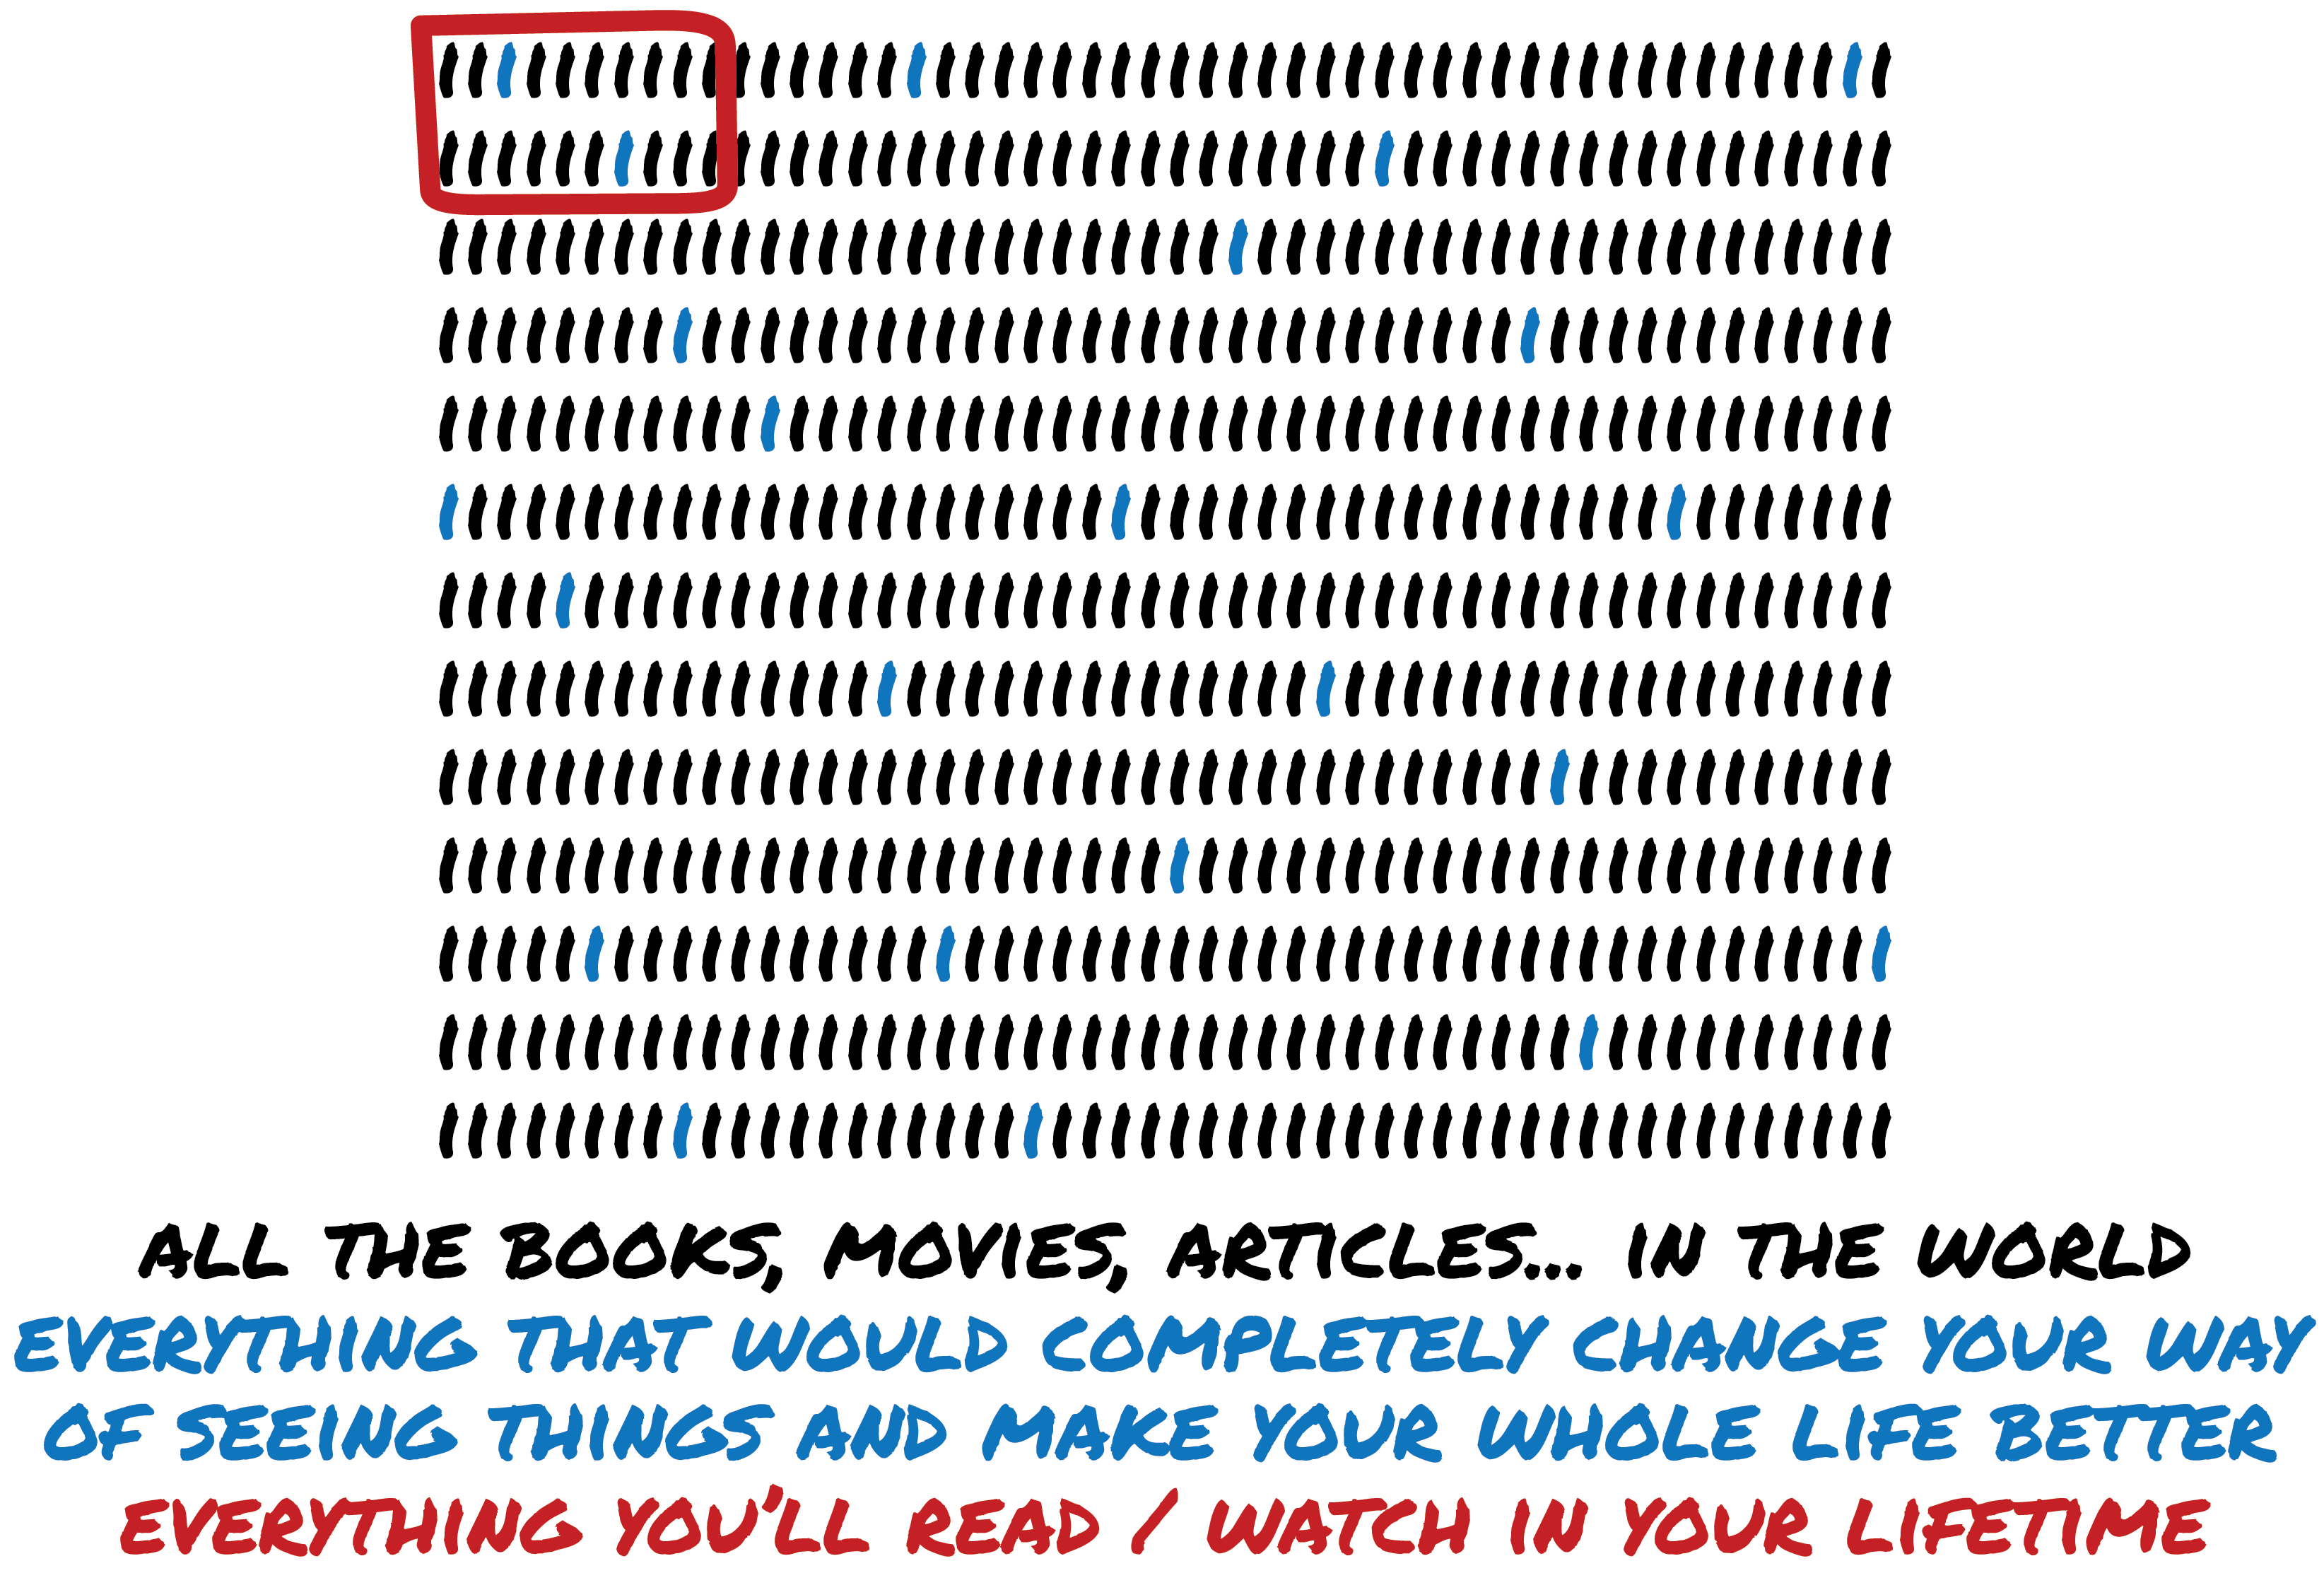 ALL THE BOOKS, MOVIES, ARTICLES... IN THE WORLD
EVERYTHING THAT WOULD COMPLETELY CHANGE YOUR WAY
OF SEEING THINGS AND MAKE YOUR WHOLE LIFE BETTER
EVERYTHING YOU'LL READ / WATCH IN YOUR LIFETIME